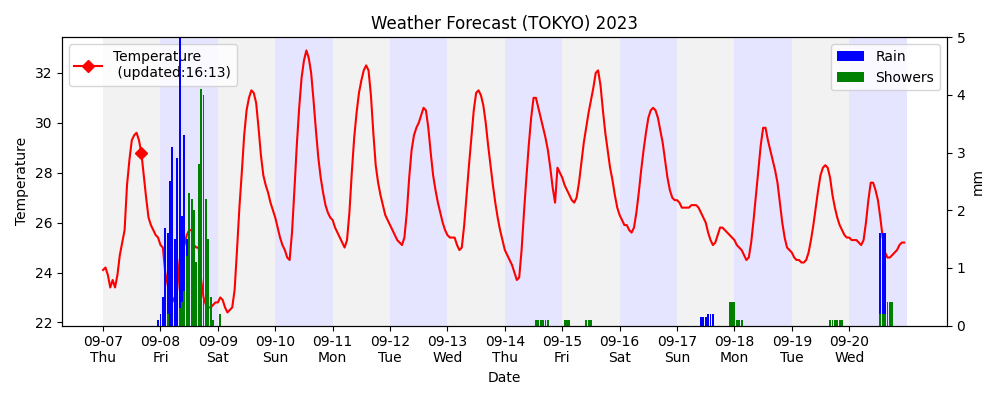 Weather Forecast (TOKYO) 2023
Temperature
(updated:16:13)
Rain
Showers
Temperature
32
30
28
26
24
22
5
4
3
2
1
0
mm
09-07 09-08 09-09 09-10 09-11 09-12 09-13 09-14 09-15 09-16 09-17 09-18 09-19 09-20
Thu Fri Sat Sun Mon Tue Wed Thu Fri Sat Sun Mon Tue Wed
Date